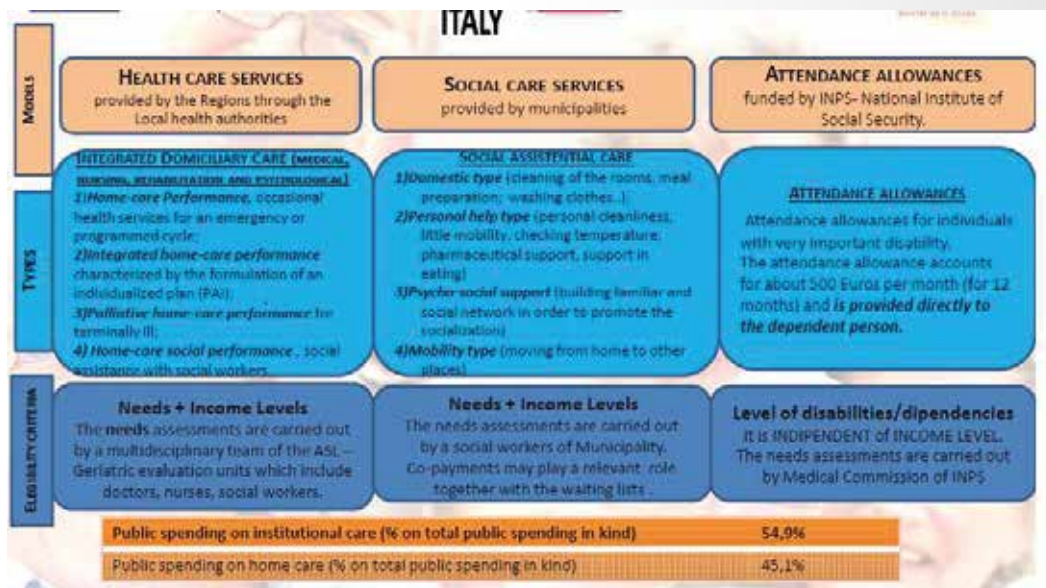 ITALY
MODELS
HEALTH CARE SERVICES
provided by the Regions through the
Local health authorities
SOCIAL CARE SERVICES
provided by municipalities
ATTENDANCE ALLOWANCES
funded by INPS- National Institute of
Social Security.
TYPES
INTEGRATED DOMICILIARY CARE (MEDICAL,
NURSING, REHABILITATION AND PSYCHOLOGICAL)
1)Home-care Performance, occasional
health services for an emergency or
programmed cycle;
2)Integrated home-care performance
characterized by the formulation of an
individualized plan (PAI);
3)Palliative home-care performance for
terminally ill;
4) Home-care social performance , social
assistance with social workers
SOCIAL ASSISTENTIAL CARE
1)Domestic type (cleaning of the rooms, meal
preparation; washing clothes..);
2)Personal help type (personal cleanliness,
little mobility, checking temperature,
pharmaceutical support, support in
eating)
3)Psycho-social support (building familiar and
social network in order to promote the
socialization)
4)Mobility type (moving from home to other
places)
ATTENDANCE ALLOWANCES
Attendance allowances for individuals
with very important disability.
The attendance allowance accounts
for about 500 Euros per month (for 12
months) and is provided directly to
the dependent person.
ELEGIBILITY CRITERIA
Needs + Income Levels
The needs assessments are carried out
by a multidisciplinary team of the ASL –
Geriatric evaluation units which include
doctors, nurses, social workers.
Needs + Income Levels
The needs assessments are carried out
by a social workers of Municipality.
Co-payments may play a relevant role
together with the waiting lists .
Level of disabilities/dipendencies
It is INDIPENDENT of INCOME LEVEL.
The needs assessments are carried out
by Medical Commission of INPS
Public spending on institutional care (% on total public spending in kind) 54,9%
Public spending on home care (% on total public spending in kind) 45,1%